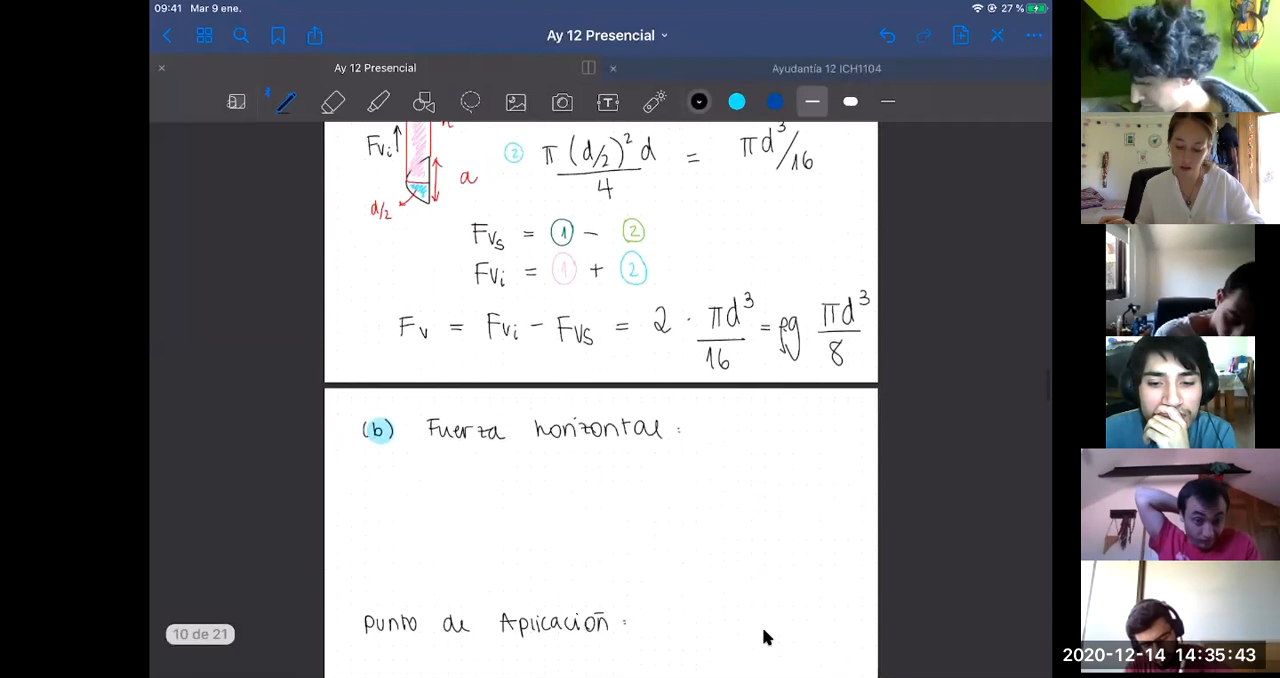 09:41 Mar 9 ene.
27 %
Ay 12 Presencial
Ay 12 Presencial
Ayudantía 12 ICH1104
Fvi
a
d/2
② π (d/2)² d / 4 = πd³/16
Fvs = ① - ②
Fvi = ① + ②
Fv = Fvi - Fvs = 2 · πd³/16 = ρg πd³/8
(b) Fuerza horizontal :
Punto de Aplicación :
10 de 21
2020-12-14 14:35:43